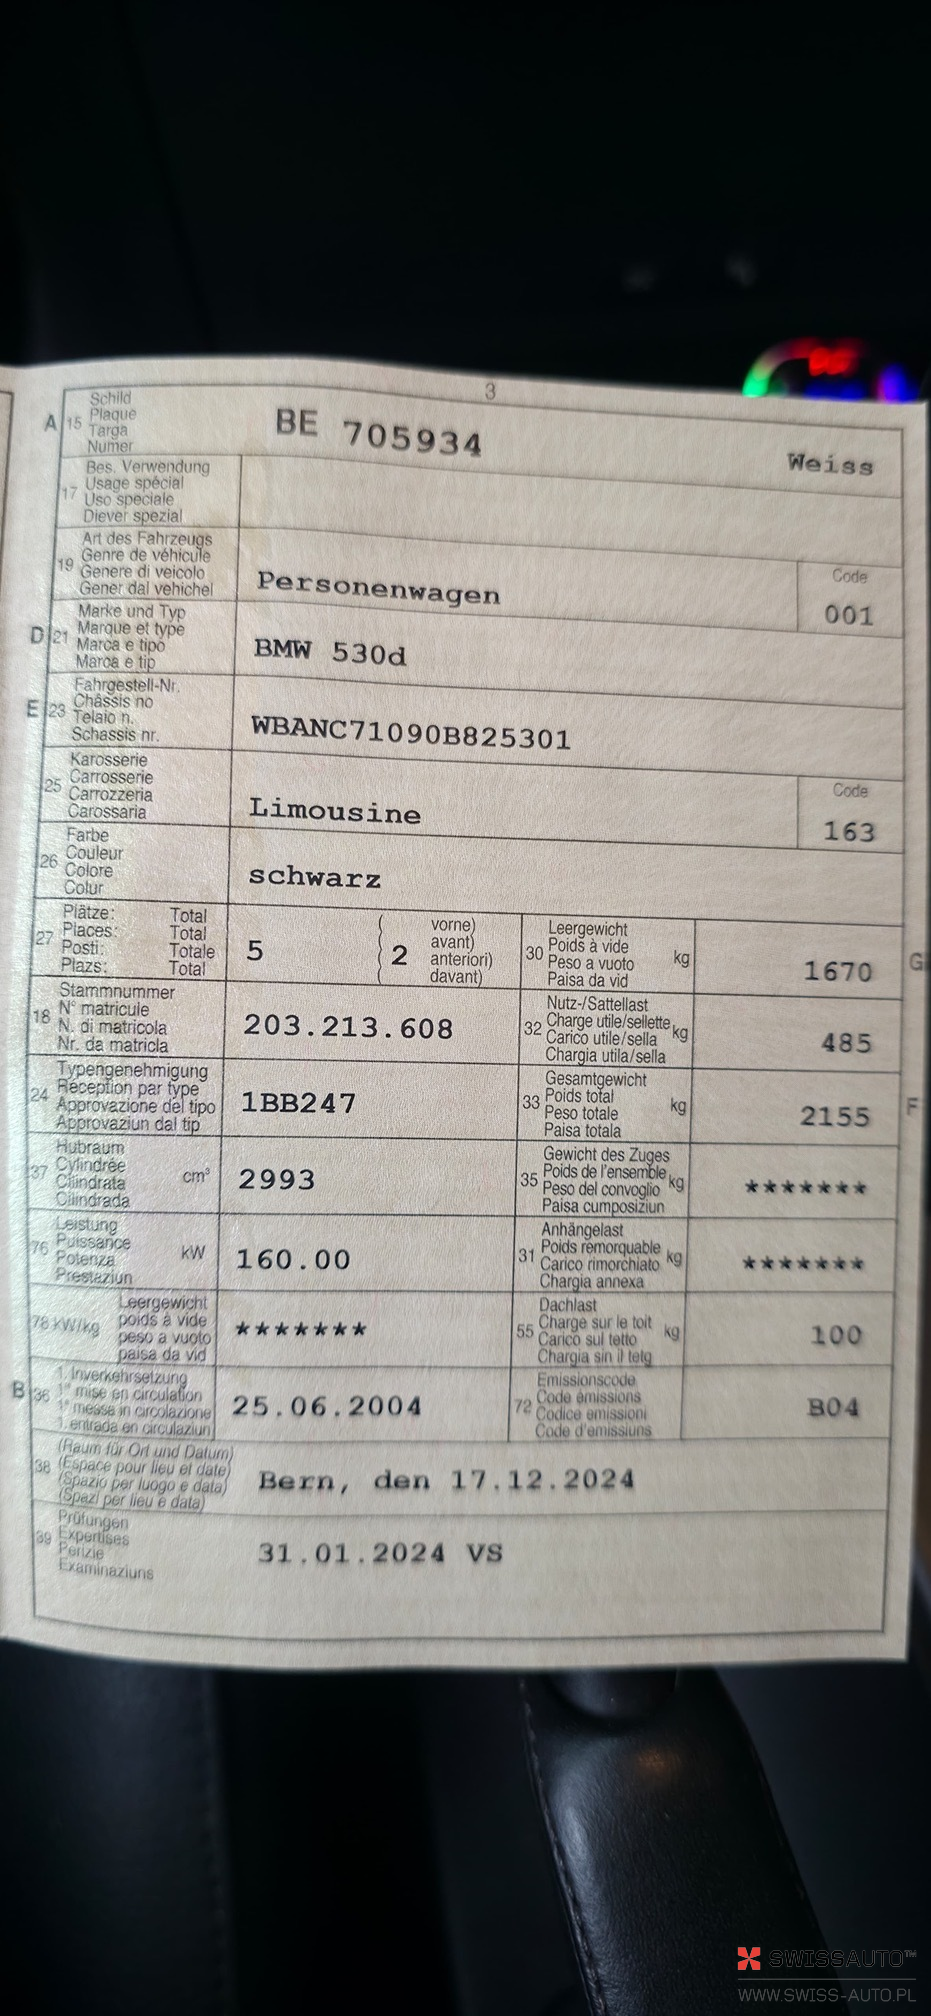 3
A 15 Schild
Plaque
Targa
Numer
BE 705934
Weiss
17 Bes. Verwendung
Usage spécial
Uso speciale
Diever spezial
19 Art des Fahrzeugs
Genre de véhicule
Genere di veicolo
Gener dal vehichel
Personenwagen
Code
001
D 21 Marke und Typ
Marque et type
Marca e tipo
Marca e tip
BMW 530d
E 23 Fahrgestell-Nr.
Châssis no
Telaio n.
Schassis nr.
WBANC71090B825301
25 Karosserie
Carrosserie
Carrozzeria
Carossaria
Limousine
Code
163
26 Farbe
Couleur
Colore
Colur
schwarz
27 Plätze: Total
Places: Total
Posti: Totale
Plazs: Total
5
( 2 vorne)
( avant)
( anteriori)
( davant)
30 Leergewicht
Poids à vide
Peso a vuoto
Paisa da vid
kg
1670
G
18 Stammnummer
N° matricule
N. di matricola
Nr. da matricla
203.213.608
32 Nutz-/Sattellast
Charge utile/sellette
Carico utile/sella
Chargia utila/sella
kg
485
24 Typengenehmigung
Réception par type
Approvazione del tipo
Approvaziun dal tip
1BB247
33 Gesamtgewicht
Poids total
Peso totale
Paisa totala
kg
2155
F
37 Hubraum
Cylindrée
Cilindrata
Cilindrada
cm³
2993
35 Gewicht des Zuges
Poids de l'ensemble
Peso del convoglio
Paisa cumposiziun
kg
*******
76 Leistung
Puissance
Potenza
Prestaziun
kW
160.00
31 Anhängelast
Poids remorquable
Carico rimorchiato
Chargia annexa
kg
*******
78 kW/kg Leergewicht
poids à vide
peso a vuoto
paisa da vid
*******
55 Dachlast
Charge sur le toit
Carico sul tetto
Chargia sin il tetg
kg
100
B 36 1. Inverkehrsetzung
1re mise en circulation
1a messa in circolazione
1. entrada en circulaziun
25.06.2004
72 Emissionscode
Code émissions
Codice emissioni
Code d'emissiuns
B04
38 (Raum für Ort und Datum)
(Espace pour lieu et date)
(Spazio per luogo e data)
(Spazi per lieu e data)
Bern, den 17.12.2024
39 Prüfungen
Expertises
Perizie
Examinaziuns
31.01.2024 VS
SWISSAUTO™
WWW.SWISS-AUTO.PL